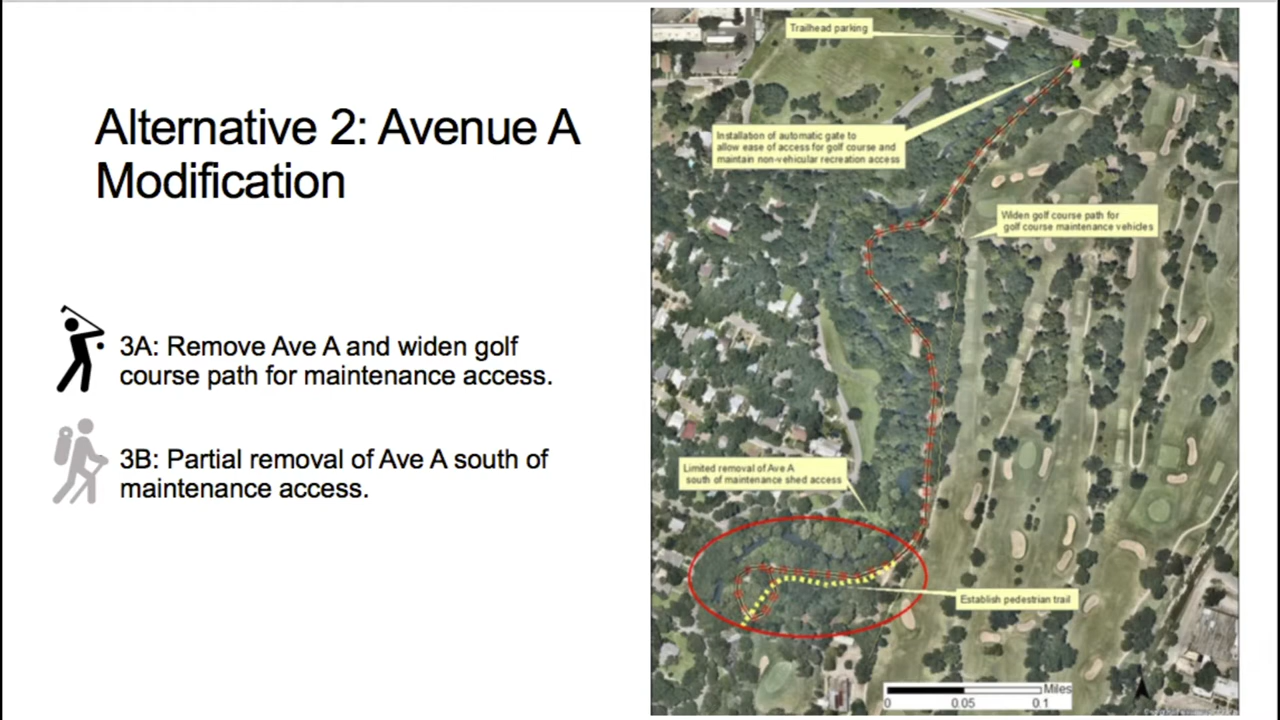 Alternative 2: Avenue A
Modification
3A: Remove Ave A and widen golf
course path for maintenance access.
3B: Partial removal of Ave A south of
maintenance access.
Trailhead parking
Installation of automatic gate to
allow ease of access for golf course and
maintain non-vehicular recreation access
Widen golf course path for
golf course maintenance vehicles
Limited removal of Ave A
south of maintenance shed access
Establish pedestrian trail
Miles
0 0.05 0.1